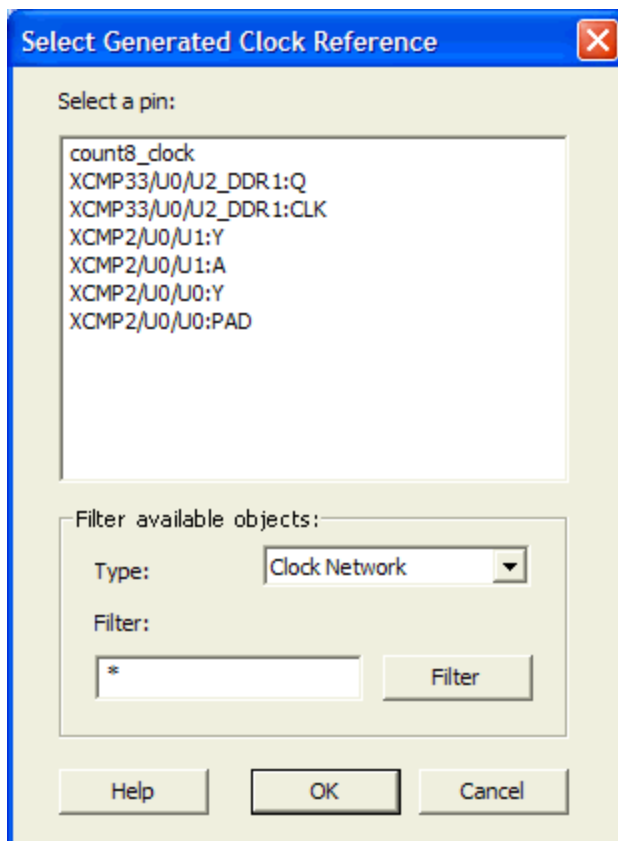 Select Generated Clock Reference
Select a pin:
count8_clock
XCMP33/U0/U2_DDR1:Q
XCMP33/U0/U2_DDR1:CLK
XCMP2/U0/U1:Y
XCMP2/U0/U1:A
XCMP2/U0/U0:Y
XCMP2/U0/U0:PAD
Filter available objects:
Type: Clock Network
Filter:
* Filter
Help OK Cancel